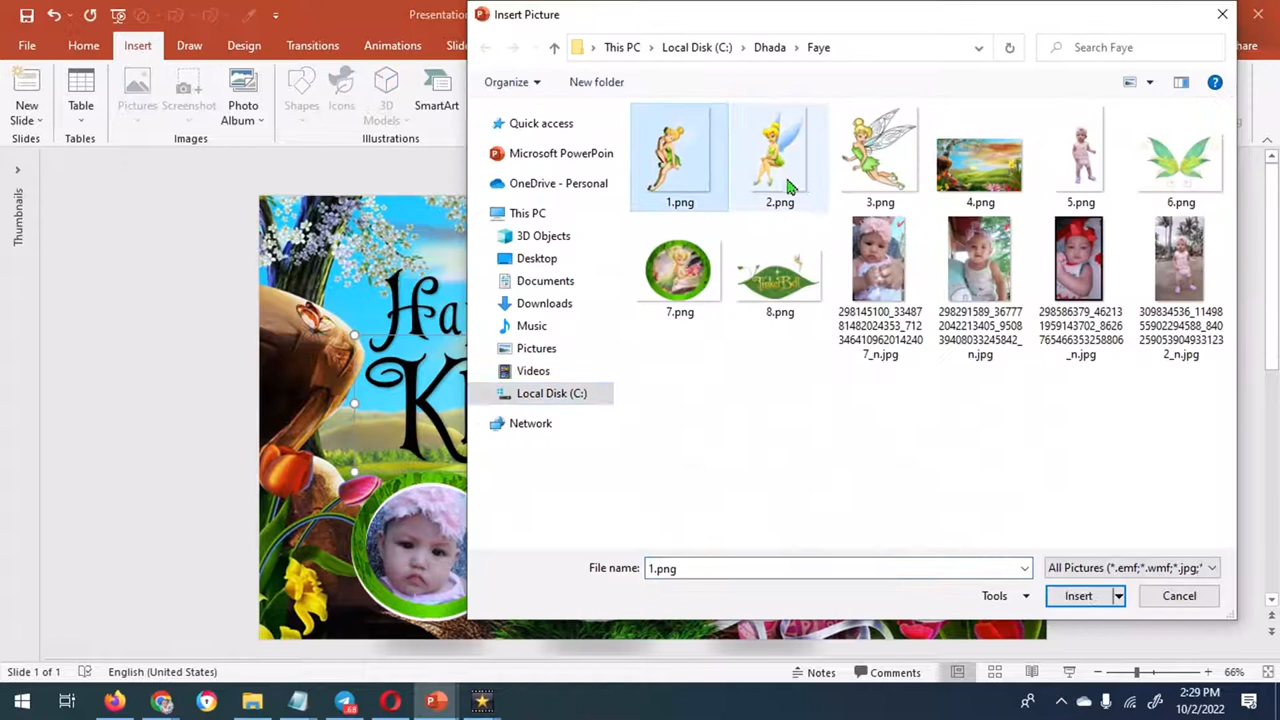 Presentation
Insert Picture
This PC
Local Disk (C:)
Dhada
Faye
Search Faye
File
Home
Insert
Draw
Design
Transitions
Animations
Organize
New folder
New
Slide
Table
Pictures
Screenshot
Photo
Album
Shapes
Icons
3D
Models
SmartArt
Slides
Tables
Images
Illustrations
Thumbnails
Quick access
Microsoft PowerPoin
OneDrive - Personal
This PC
3D Objects
Desktop
Documents
Downloads
Music
Pictures
Videos
Local Disk (C:)
Network
1.png
2.png
3.png
4.png
5.png
6.png
TinkerBell
7.png
8.png
298145100_33487
81482024353_712
346410962014240
7_n.jpg
298291589_36777
2042213405_9508
39408033245842_
n.jpg
298586379_46213
1959143702_8626
765466353258806
_n.jpg
309834536_11498
55902294588_840
259053904933123
2_n.jpg
Ha
File name:
1.png
All Pictures (*.emf;*.wmf;*.jpg;*
Tools
Insert
Cancel
Slide 1 of 1
English (United States)
Notes
Comments
66%
2:29 PM
10/2/2022